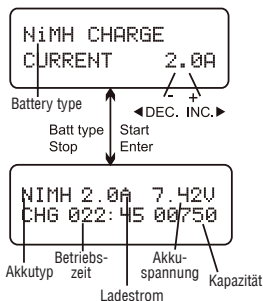 NiMH CHARGE
CURRENT 2.0A
- +
Battery type
◄DEC. INC.►
Batt type Start
Stop Enter
NIMH 2.0A 7.42V
CHG 022:45 00750
Akkutyp Betriebs-zeit Ladestrom Akku-spannung Kapazität